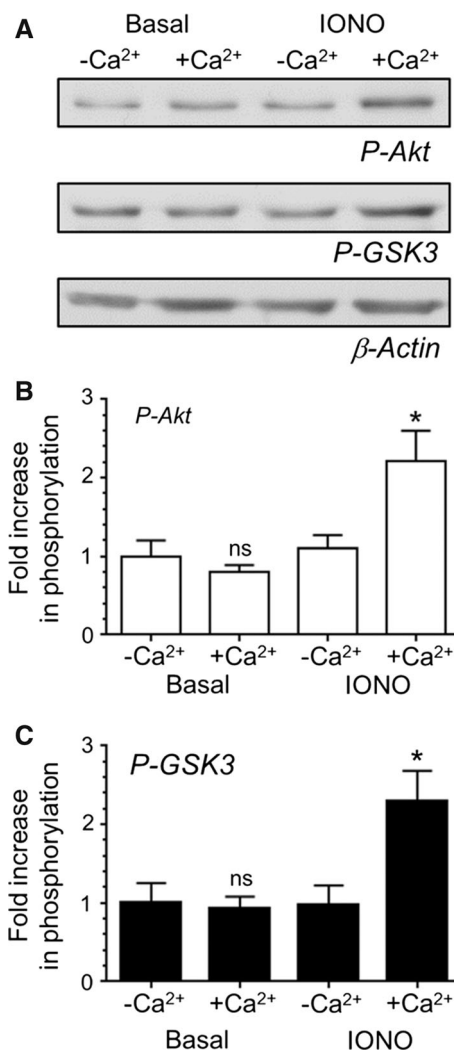 A
Basal IONO
-Ca²⁺ +Ca²⁺ -Ca²⁺ +Ca²⁺
P-Akt
P-GSK3
β-Actin
B
Fold increase
in phosphorylation
3
2
1
0
P-Akt
ns
*
-Ca²⁺ +Ca²⁺ -Ca²⁺ +Ca²⁺
Basal IONO
C
Fold increase
in phosphorylation
3
2
1
0
P-GSK3
ns
*
-Ca²⁺ +Ca²⁺ -Ca²⁺ +Ca²⁺
Basal IONO